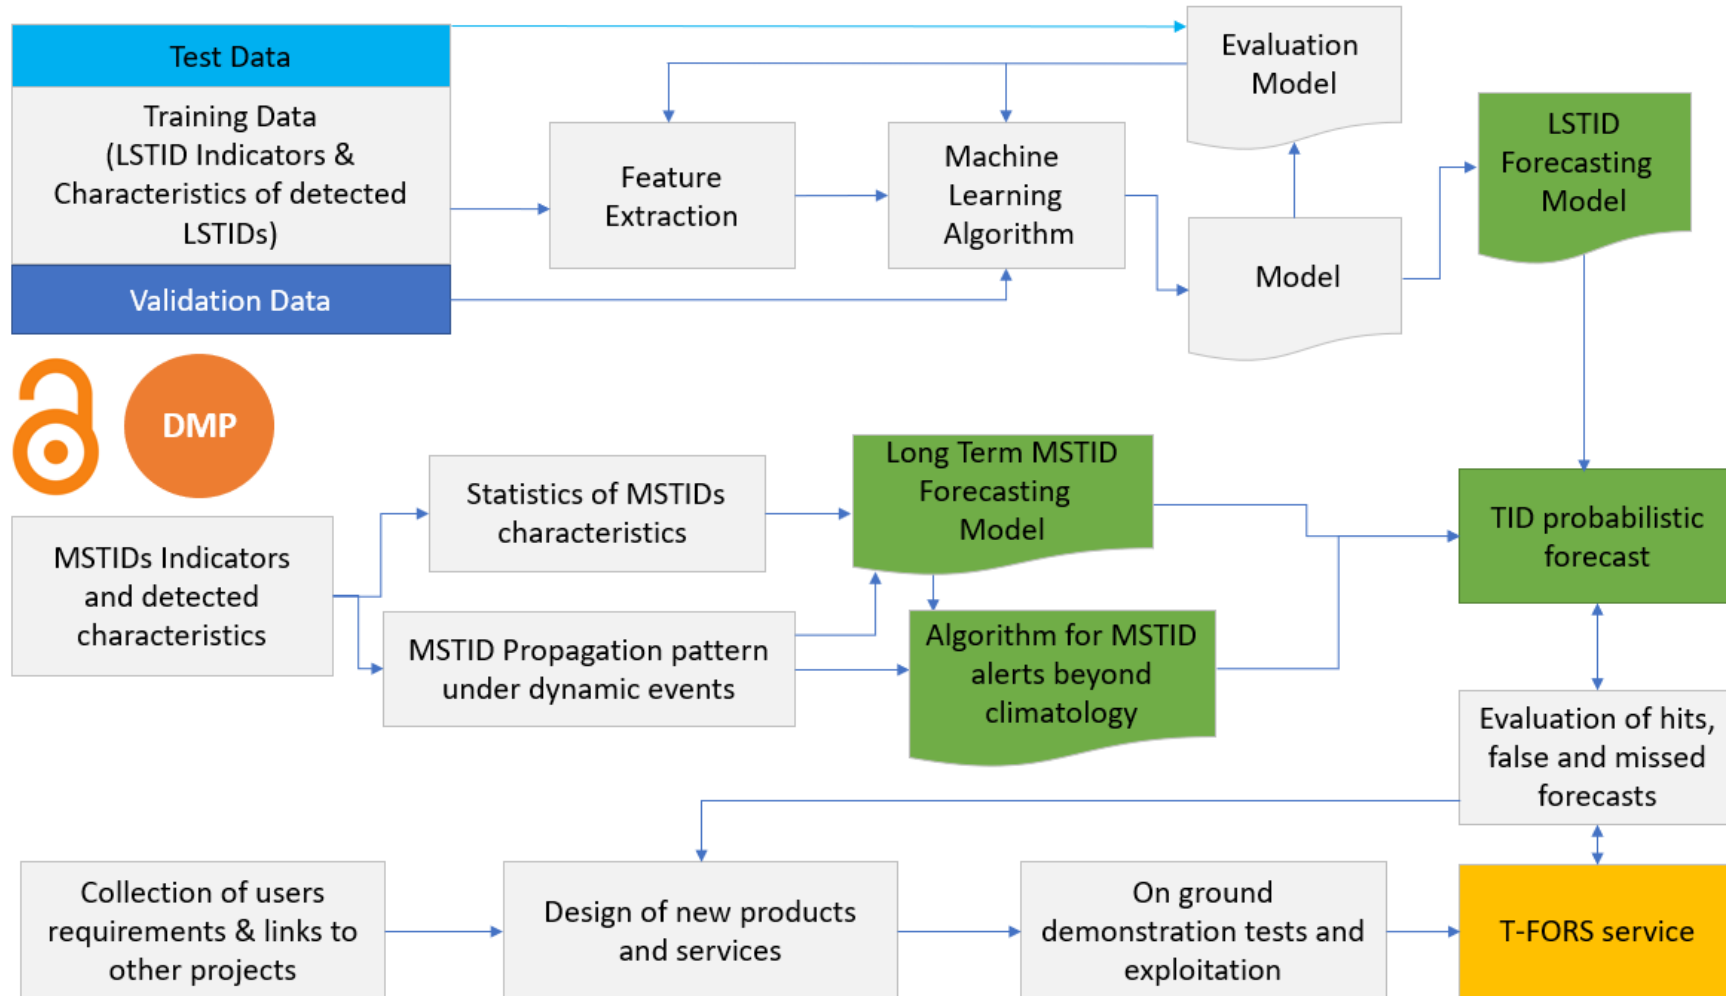 Test Data
Training Data
(LSTID Indicators &
Characteristics of detected
LSTIDs)
Validation Data
Feature
Extraction
Machine
Learning
Algorithm
Evaluation
Model
Model
LSTID
Forecasting
Model
DMP
MSTIDs Indicators
and detected
characteristics
Statistics of MSTIDs
characteristics
MSTID Propagation pattern
under dynamic events
Long Term MSTID
Forecasting
Model
Algorithm for MSTID
alerts beyond
climatology
TID probabilistic
forecast
Evaluation of hits,
false and missed
forecasts
Collection of users
requirements & links to
other projects
Design of new products
and services
On ground
demonstration tests and
exploitation
T-FORS service